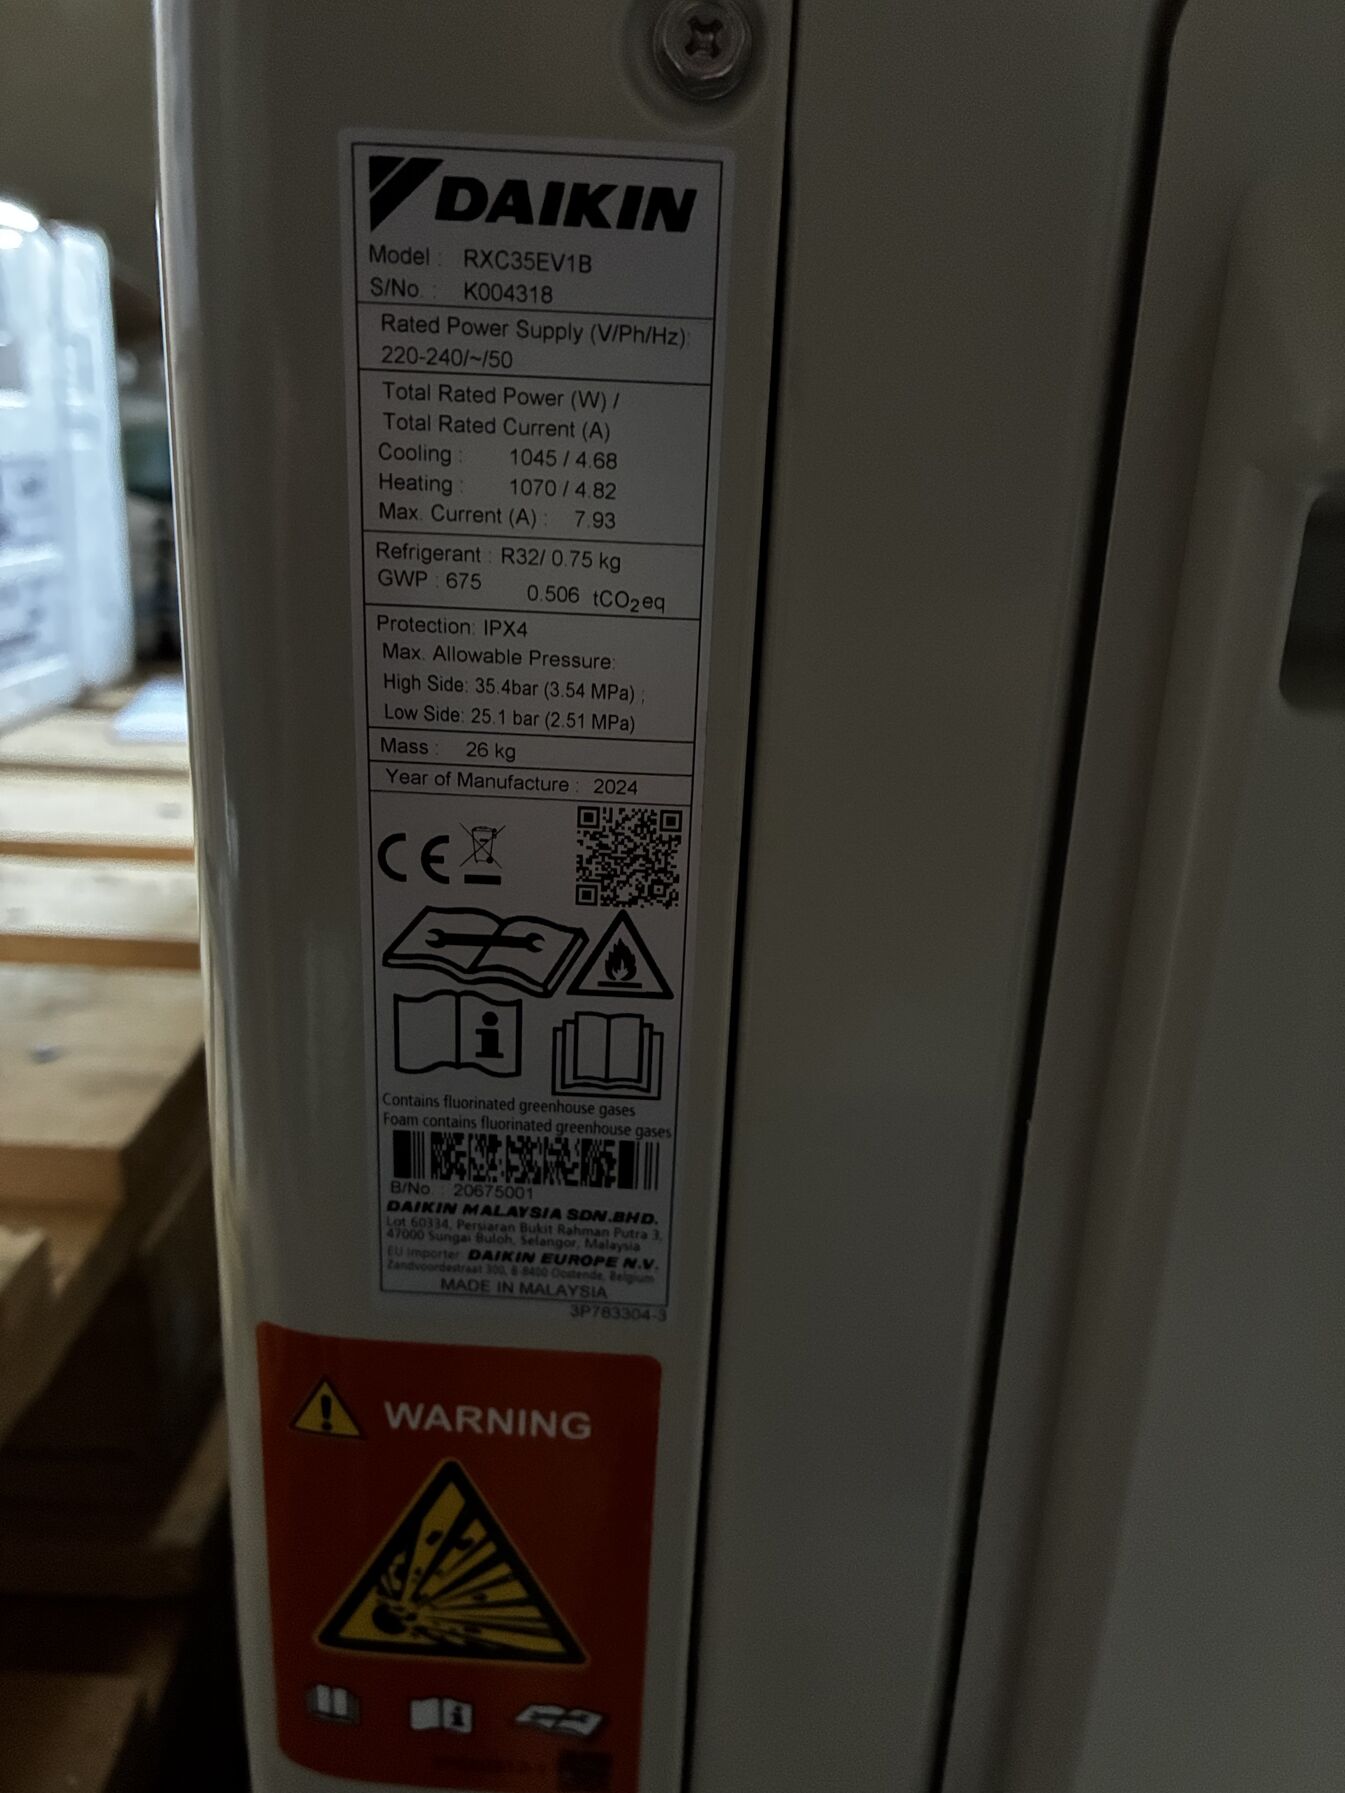 DAIKIN
Model : RXC35EV1B
S/No. : K004318
Rated Power Supply (V/Ph/Hz):
220-240/~/50
Total Rated Power (W) /
Total Rated Current (A)
Cooling : 1045 / 4.68
Heating : 1070 / 4.82
Max. Current (A) : 7.93
Refrigerant : R32/ 0.75 kg
GWP : 675 0.506 tCO2eq
Protection: IPX4
Max. Allowable Pressure:
High Side: 35.4bar (3.54 MPa) ;
Low Side: 25.1 bar (2.51 MPa)
Mass : 26 kg
Year of Manufacture : 2024
CE
Contains fluorinated greenhouse gases
Foam contains fluorinated greenhouse gases
B/No. : 20675001
DAIKIN MALAYSIA SDN.BHD.
Lot 60334, Persiaran Bukit Rahman Putra 3,
47000 Sungai Buloh, Selangor, Malaysia
EU Importer: DAIKIN EUROPE N.V.
Zandvoordestraat 300, B-8400 Oostende, Belgium
MADE IN MALAYSIA
3P783304-3
WARNING